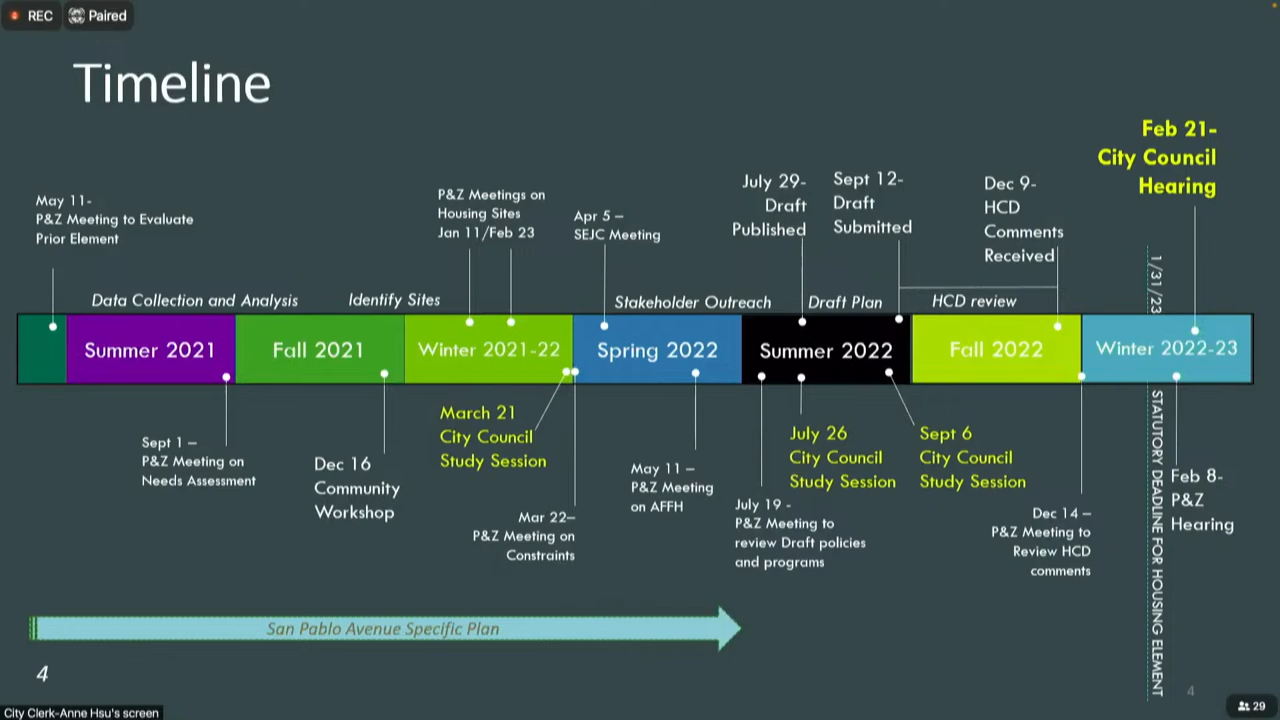 REC
Paired
Timeline
Feb 21-
City Council
Hearing
May 11-
P&Z Meeting to Evaluate
Prior Element
P&Z Meetings on
Housing Sites
Jan 11/Feb 23
Apr 5 –
SEJC Meeting
July 29-
Draft
Published
Sept 12-
Draft
Submitted
Dec 9-
HCD
Comments
Received
1/31/23
Data Collection and Analysis
Identify Sites
Stakeholder Outreach
Draft Plan
HCD review
Summer 2021
Fall 2021
Winter 2021-22
Spring 2022
Summer 2022
Fall 2022
Winter 2022-23
Sept 1 –
P&Z Meeting on
Needs Assessment
Dec 16
Community
Workshop
March 21
City Council
Study Session
Mar 22–
P&Z Meeting on
Constraints
May 11 –
P&Z Meeting
on AFFH
July 19 -
P&Z Meeting to
review Draft policies
and programs
July 26
City Council
Study Session
Sept 6
City Council
Study Session
Dec 14 –
P&Z Meeting to
Review HCD
comments
STATUTORY DEADLINE FOR HOUSING ELEMENT
Feb 8-
P&Z
Hearing
San Pablo Avenue Specific Plan
4
4
City Clerk-Anne Hsu's screen
29